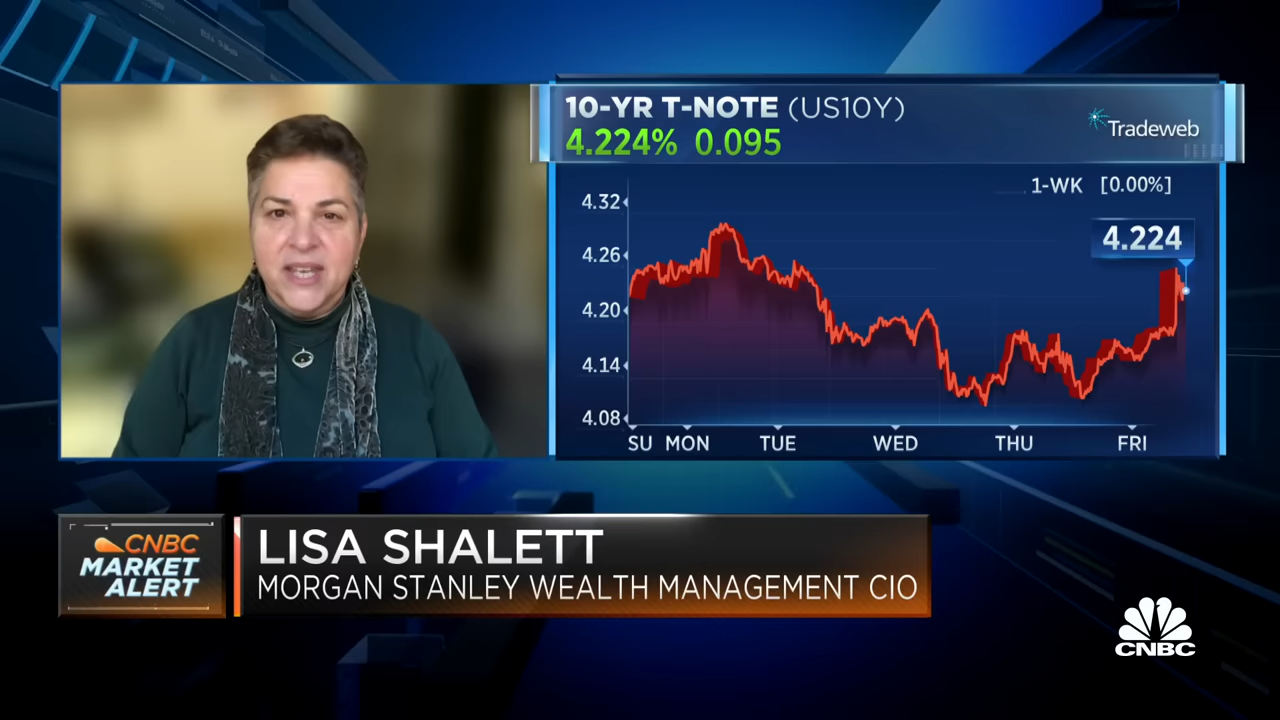 10-YR T-NOTE (US10Y)
4.224% 0.095
Tradeweb
1-WK [0.00%]
4.224
4.32
4.26
4.20
4.14
4.08
SU MON TUE WED THU FRI
CNBC
MARKET
ALERT
LISA SHALETT
MORGAN STANLEY WEALTH MANAGEMENT CIO
CNBC